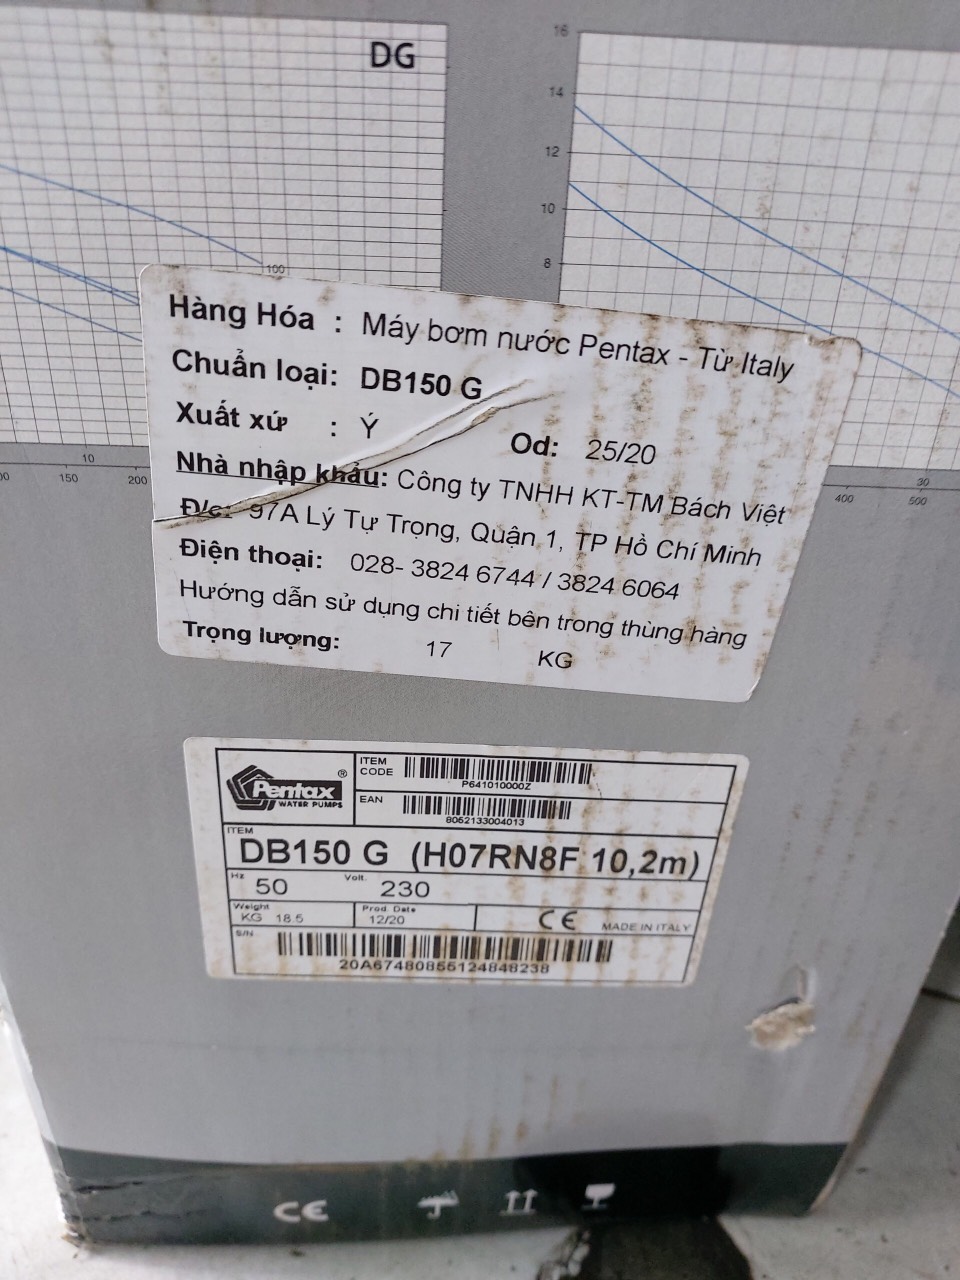 DG
16
14
12
10
8
100
10
150
200
30
400
500
Hàng Hóa : Máy bơm nước Pentax - Từ Italy
Chuẩn loại: DB150 G
Xuất xứ : Ý Od: 25/20
Nhà nhập khẩu: Công ty TNHH KT-TM Bách Việt
Đ/c: 97A Lý Tự Trọng, Quận 1, TP Hồ Chí Minh
Điện thoại: 028- 3824 6744 / 3824 6064
Hướng dẫn sử dụng chi tiết bên trong thùng hàng
Trọng lượng: 17 KG
Pentax ®
WATER PUMPS
ITEM CODE
P641010000Z
EAN
8052133004013
ITEM
DB150 G (H07RN8F 10,2m)
Hz 50 Volt. 230
Weight KG 18.5
Prod. Date 12/20
CE MADE IN ITALY
S/N
20A67480855124848238
CE